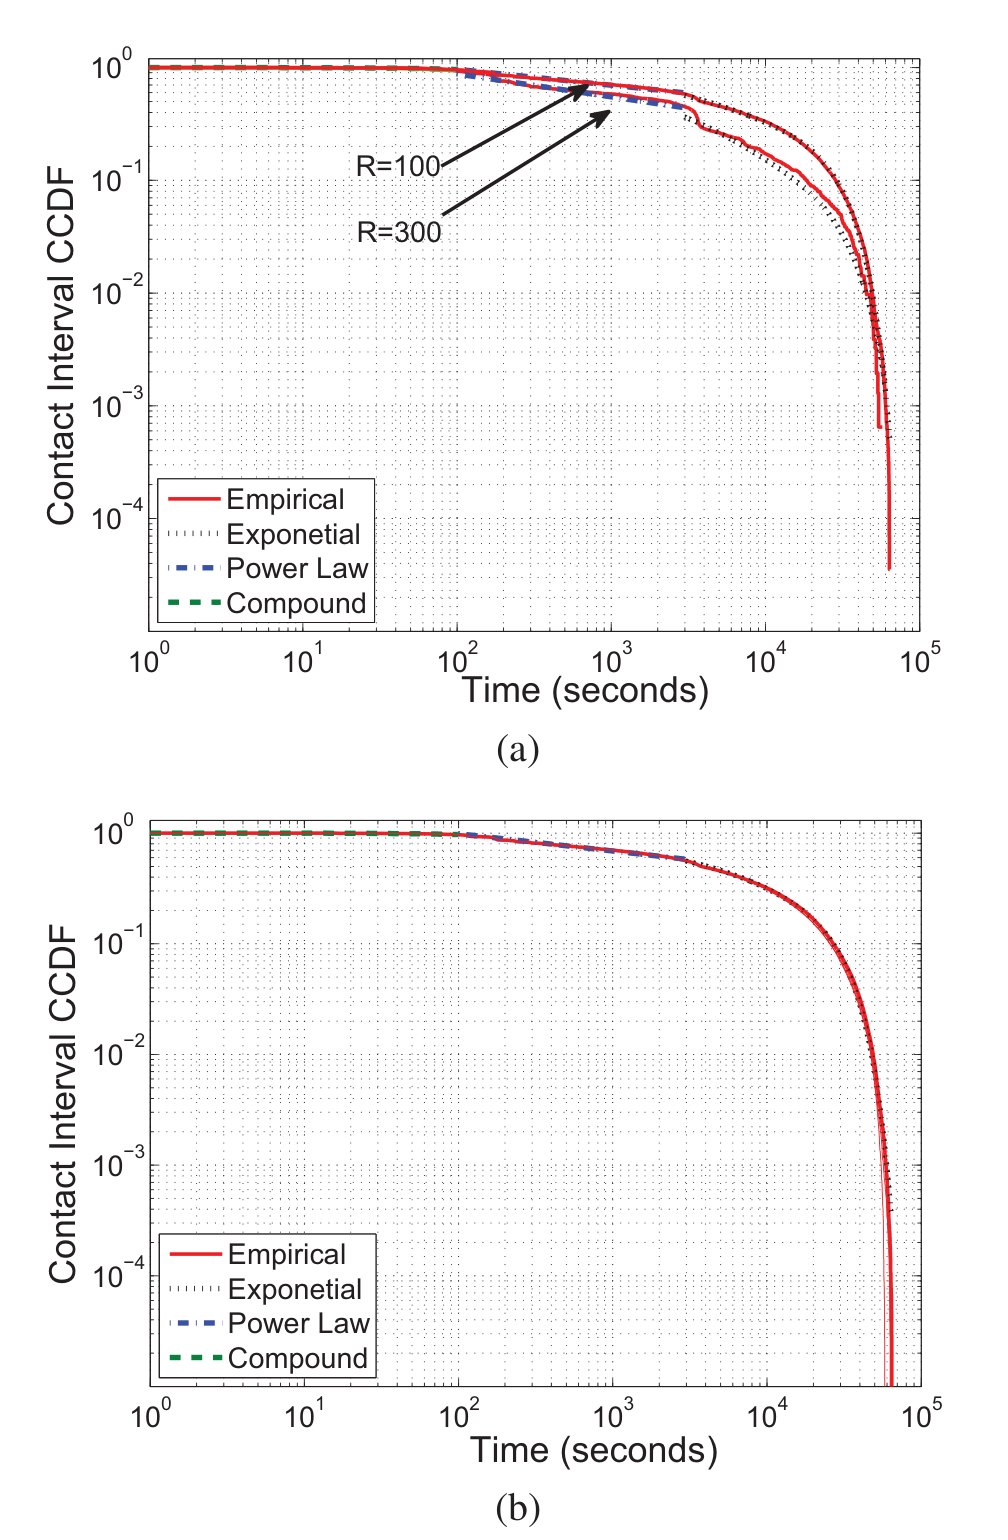 10^0
10^−1
10^−2
10^−3
10^−4
Contact Interval CCDF
R=100
R=300
Empirical
Exponetial
Power Law
Compound
10^0 10^1 10^2 10^3 10^4 10^5
Time (seconds)
(a)
10^0
10^−1
10^−2
10^−3
10^−4
Contact Interval CCDF
Empirical
Exponetial
Power Law
Compound
10^0 10^1 10^2 10^3 10^4 10^5
Time (seconds)
(b)